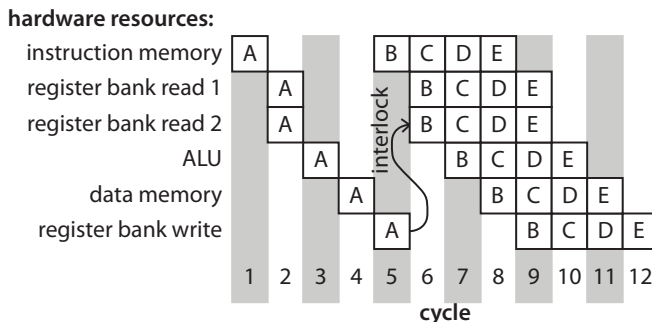 hardware resources:
instruction memory A B C D E
register bank read 1 A B C D E
register bank read 2 A B C D E
interlock
ALU A B C D E
data memory A B C D E
register bank write A B C D E
1 2 3 4 5 6 7 8 9 10 11 12
cycle